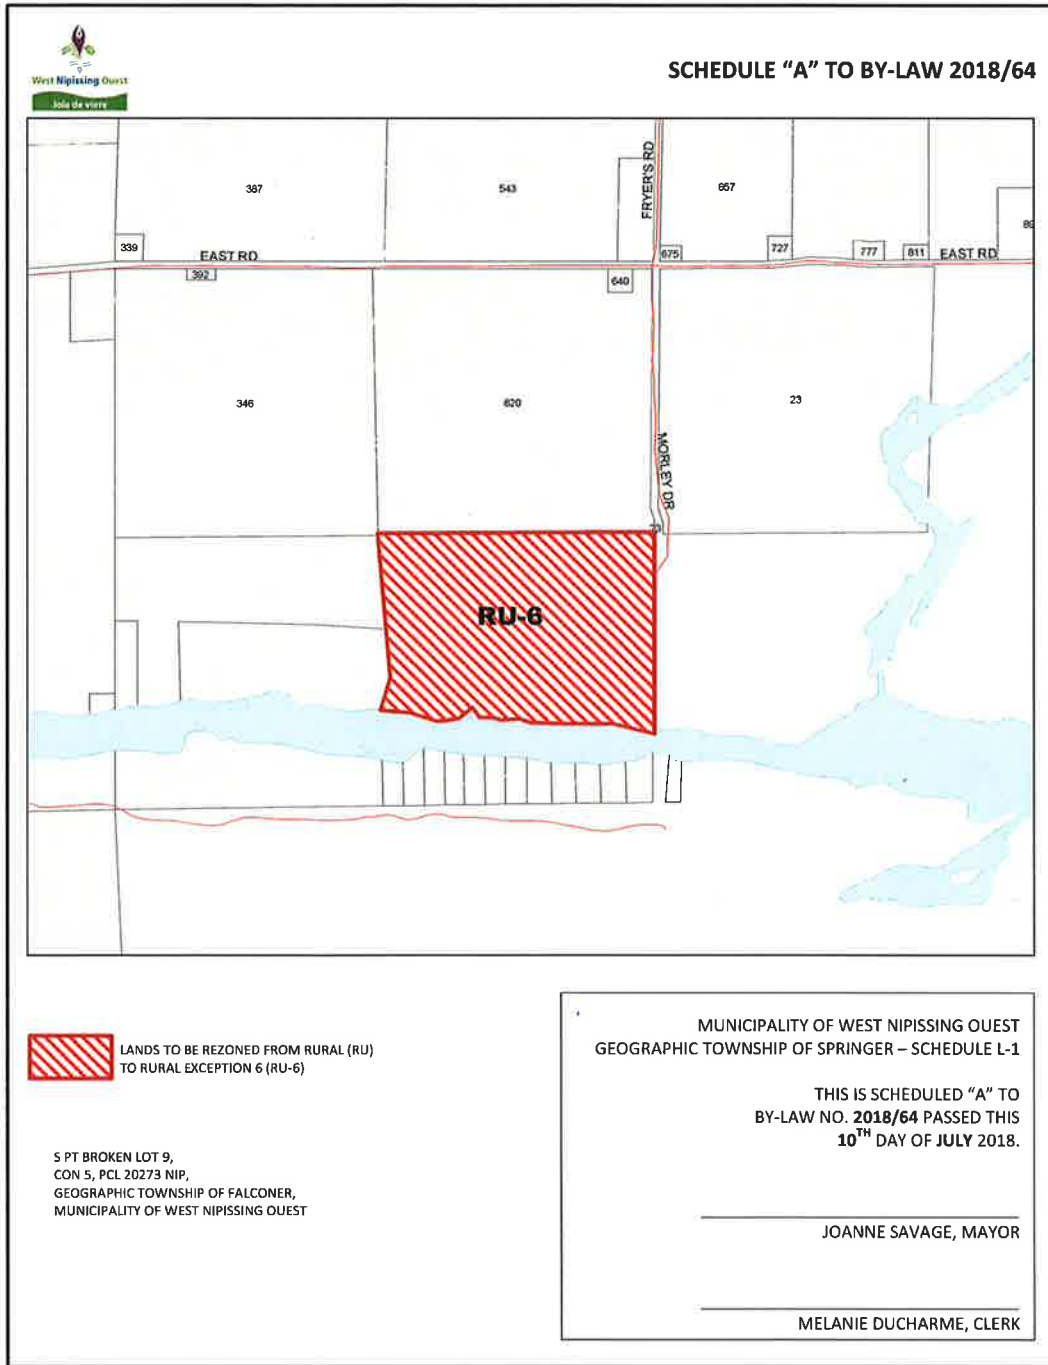 West Nipissing Ouest
Joie de vivre
SCHEDULE "A" TO BY-LAW 2018/64
387
543
FRYER'S RD
657
339
EAST RD
675
727
777
811
EAST RD
392
640
346
620
23
MORLEY DR
RU-6
LANDS TO BE REZONED FROM RURAL (RU)
TO RURAL EXCEPTION 6 (RU-6)
S PT BROKEN LOT 9,
CON 5, PCL 20273 NIP,
GEOGRAPHIC TOWNSHIP OF FALCONER,
MUNICIPALITY OF WEST NIPISSING OUEST
MUNICIPALITY OF WEST NIPISSING OUEST
GEOGRAPHIC TOWNSHIP OF SPRINGER – SCHEDULE L-1
THIS IS SCHEDULED "A" TO
BY-LAW NO. 2018/64 PASSED THIS
10TH DAY OF JULY 2018.
JOANNE SAVAGE, MAYOR
MELANIE DUCHARME, CLERK